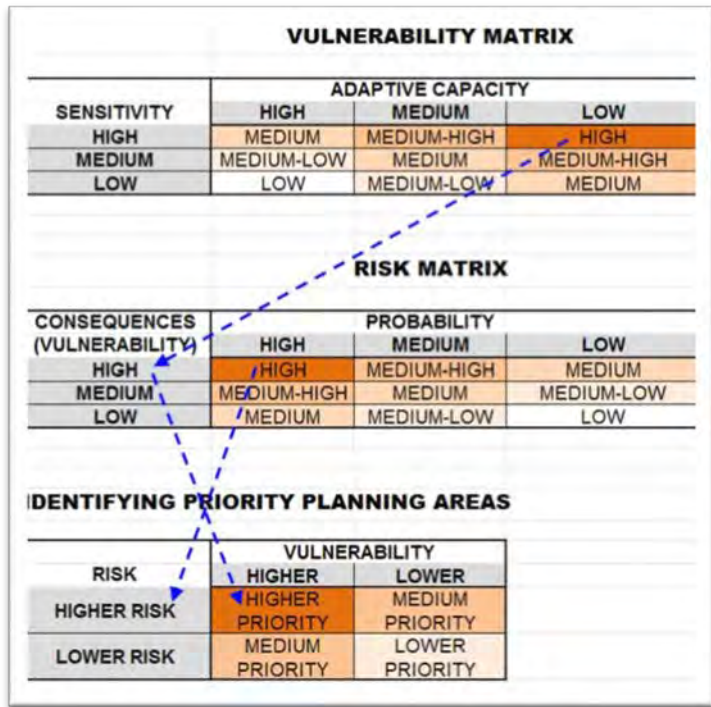 VULNERABILITY MATRIX
ADAPTIVE CAPACITY
SENSITIVITY HIGH MEDIUM LOW
HIGH MEDIUM MEDIUM-HIGH HIGH
MEDIUM MEDIUM-LOW MEDIUM MEDIUM-HIGH
LOW LOW MEDIUM-LOW MEDIUM
RISK MATRIX
CONSEQUENCES PROBABILITY
(VULNERABILITY) HIGH MEDIUM LOW
HIGH HIGH MEDIUM-HIGH MEDIUM
MEDIUM MEDIUM-HIGH MEDIUM MEDIUM-LOW
LOW MEDIUM MEDIUM-LOW LOW
IDENTIFYING PRIORITY PLANNING AREAS
VULNERABILITY
RISK HIGHER LOWER
HIGHER RISK HIGHER PRIORITY MEDIUM PRIORITY
LOWER RISK MEDIUM PRIORITY LOWER PRIORITY